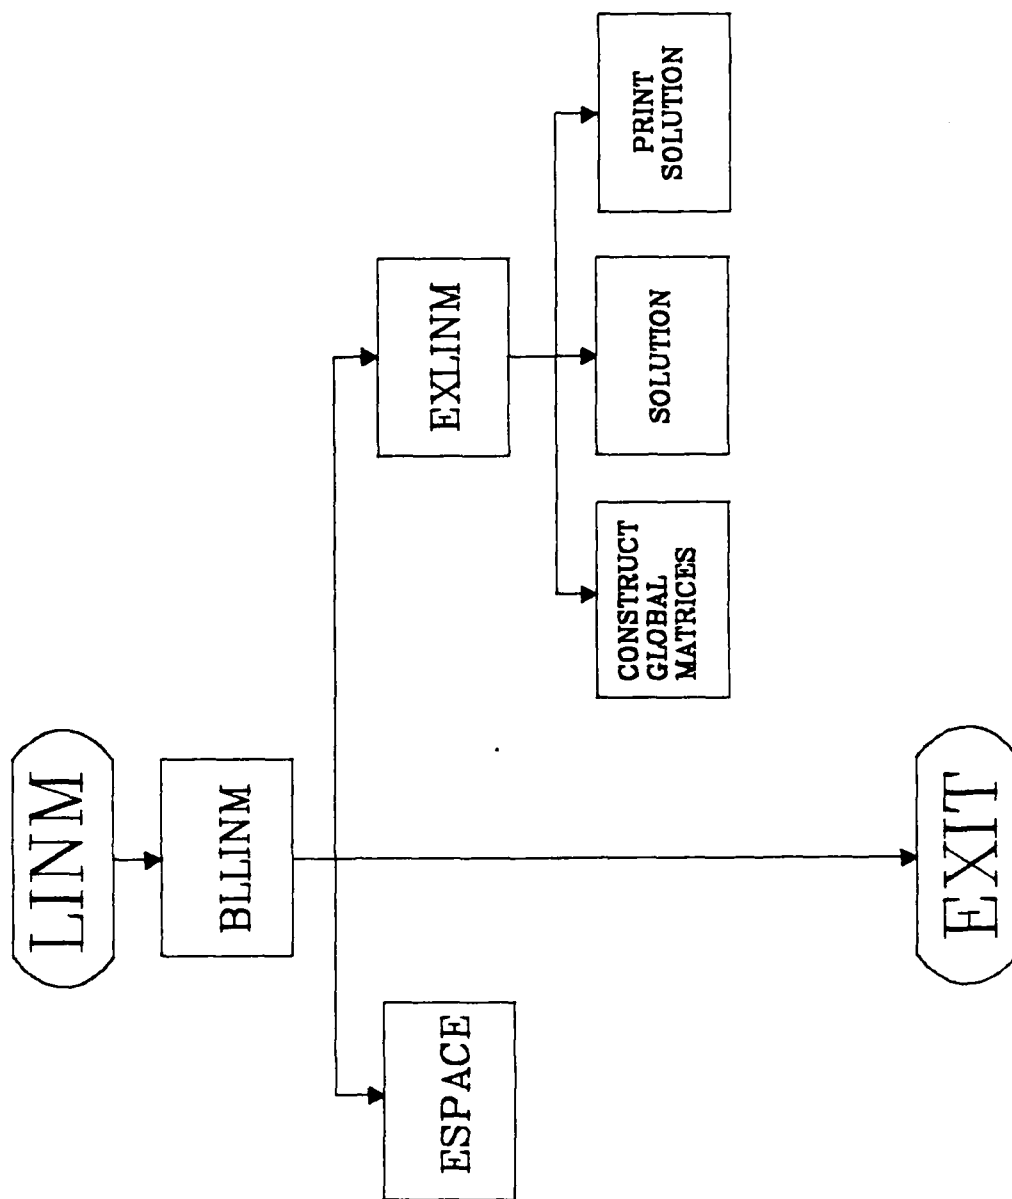 LINM
BLLINM
ESPACE
EXLINM
CONSTRUCT
GLOBAL
MATRICES
SOLUTION
PRINT
SOLUTION
EXIT